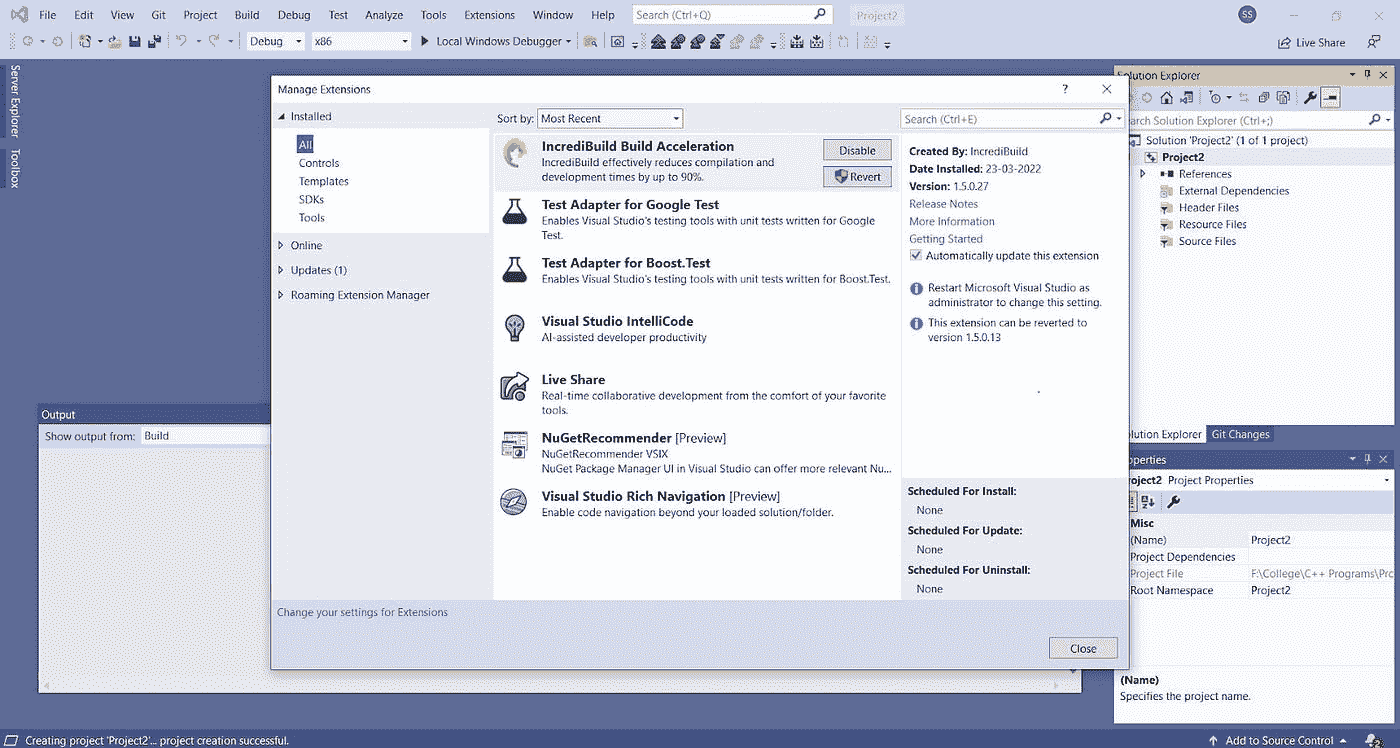 File Edit View Git Project Build Debug Test Analyze Tools Extensions Window Help Search (Ctrl+Q) Project2 SS
Debug x86 Local Windows Debugger Live Share
Server Explorer
Toolbox
Manage Extensions ?
Installed
All
Controls
Templates
SDKs
Tools
Online
Updates (1)
Roaming Extension Manager
Change your settings for Extensions
Sort by: Most Recent
IncrediBuild Build Acceleration
IncrediBuild effectively reduces compilation and
development times by up to 90%.
Disable
Revert
Test Adapter for Google Test
Enables Visual Studio's testing tools with unit tests written for Google
Test.
Test Adapter for Boost.Test
Enables Visual Studio's testing tools with unit tests written for Boost.Test.
Visual Studio IntelliCode
AI-assisted developer productivity
Live Share
Real-time collaborative development from the comfort of your favorite
tools.
NuGetRecommender [Preview]
NuGetRecommender VSIX
NuGet Package Manager UI in Visual Studio can offer more relevant Nu...
Visual Studio Rich Navigation [Preview]
Enable code navigation beyond your loaded solution/folder.
Search (Ctrl+E)
Created By: IncrediBuild
Date Installed: 23-03-2022
Version: 1.5.0.27
Release Notes
More Information
Getting Started
Automatically update this extension
Restart Microsoft Visual Studio as
administrator to change this setting.
This extension can be reverted to
version 1.5.0.13
Scheduled For Install:
None
Scheduled For Update:
None
Scheduled For Uninstall:
None
Close
Output
Show output from: Build
Solution Explorer
arch Solution Explorer (Ctrl+;)
Solution 'Project2' (1 of 1 project)
Project2
References
External Dependencies
Header Files
Resource Files
Source Files
olution Explorer Git Changes
operties
roject2 Project Properties
Misc
(Name) Project2
Project Dependencies
Project File F:\College\C++ Programs\Prc
Root Namespace Project2
(Name)
Specifies the project name.
Creating project 'Project2'... project creation successful. Add to Source Control 2